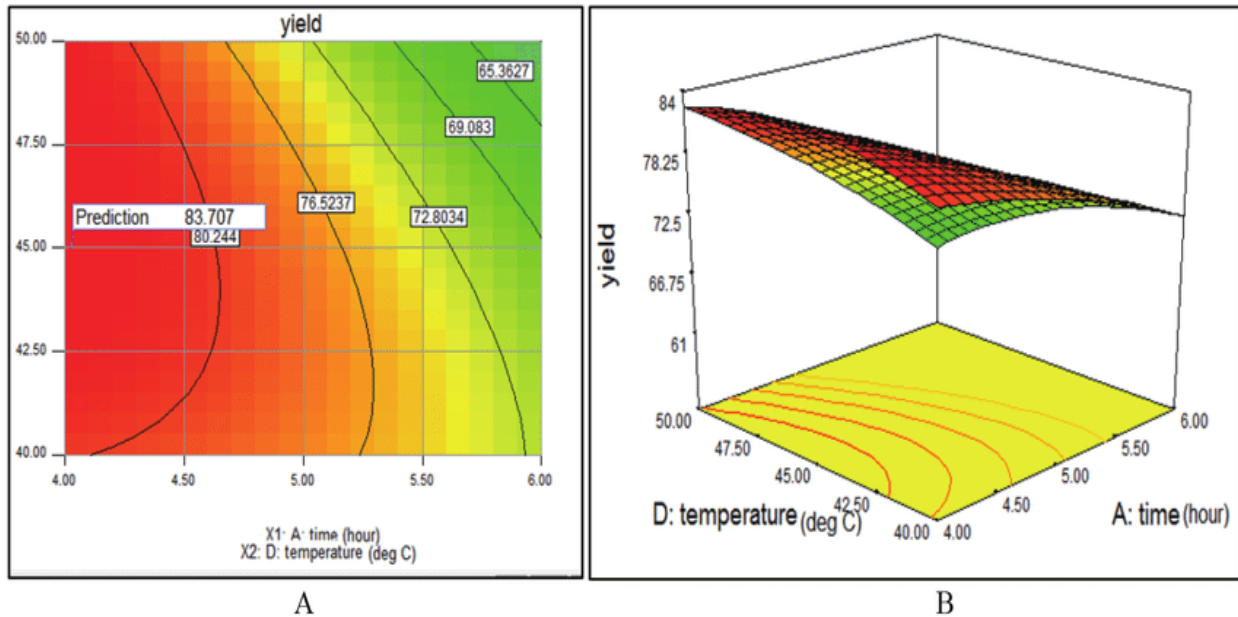 yield
50.00
47.50
45.00
42.50
40.00
65.3627
69.083
76.5237
72.8034
Prediction 83.707
80.244
4.00 4.50 5.00 5.50 6.00
X1: A: time (hour)
X2: D: temperature (deg C)
A
yield
84
78.25
72.5
66.75
61
50.00
47.50
45.00
42.50
40.00
D: temperature (deg C)
4.00
4.50
5.00
5.50
6.00
A: time (hour)
B